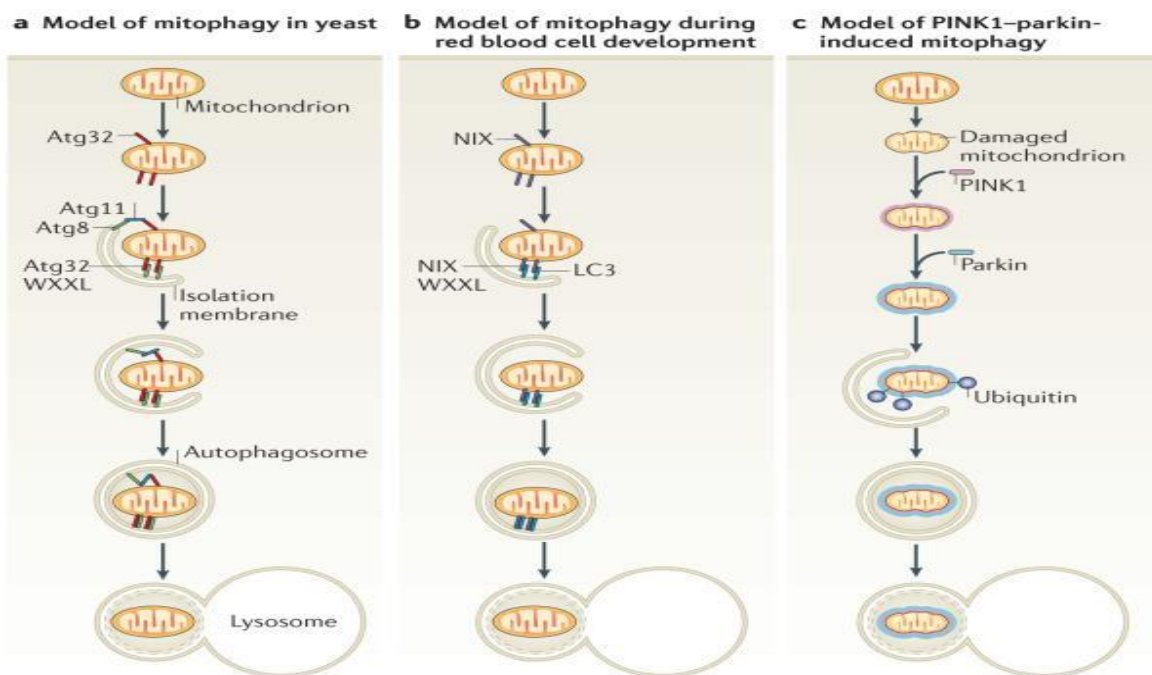 a Model of mitophagy in yeast
Mitochondrion
Atg32
Atg11
Atg8
Atg32
WXXL
Isolation
membrane
Autophagosome
Lysosome
b Model of mitophagy during
red blood cell development
NIX
NIX
WXXL
LC3
c Model of PINK1–parkin-
induced mitophagy
Damaged
mitochondrion
PINK1
Parkin
Ubiquitin